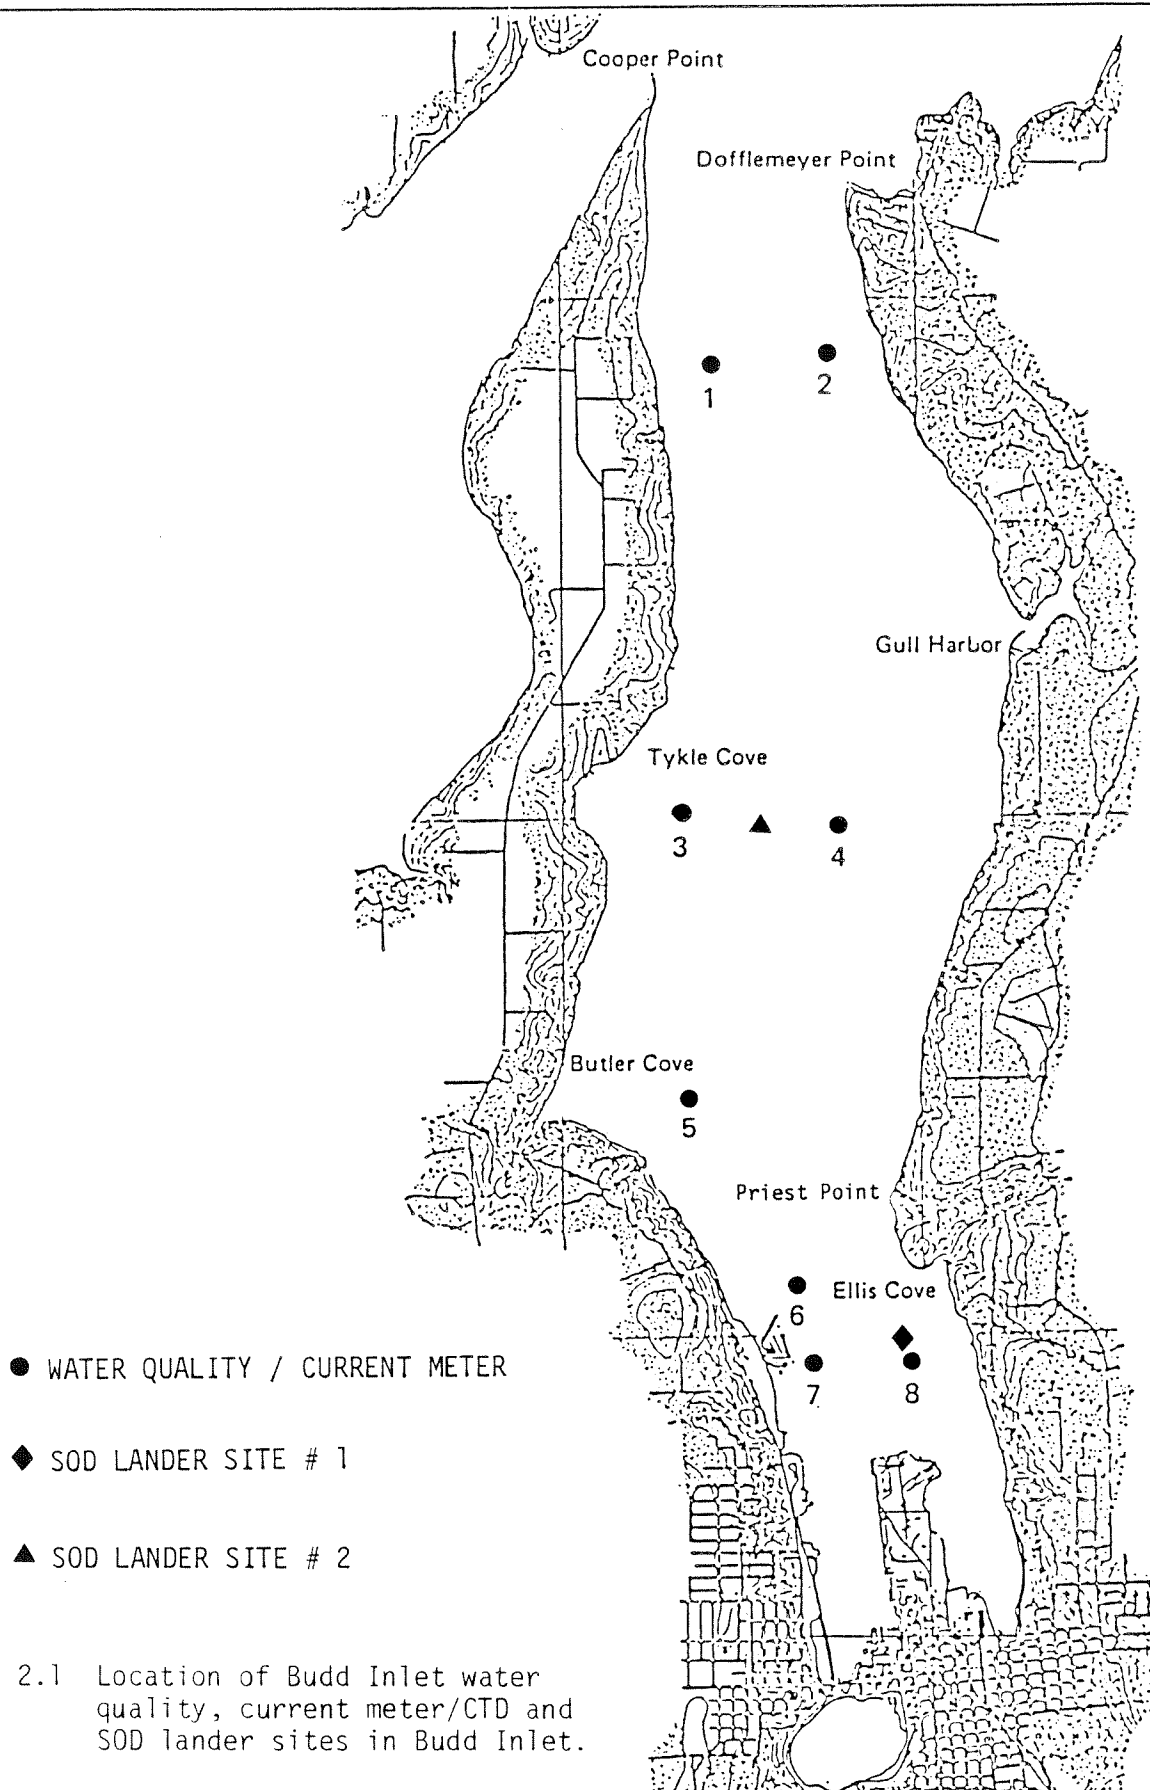 Cooper Point
Dofflemeyer Point
1
2
Gull Harbor
Tykle Cove
3
4
Butler Cove
5
Priest Point
6
Ellis Cove
7
8
WATER QUALITY / CURRENT METER
SOD LANDER SITE # 1
SOD LANDER SITE # 2
2.1 Location of Budd Inlet water
quality, current meter/CTD and
SOD lander sites in Budd Inlet.